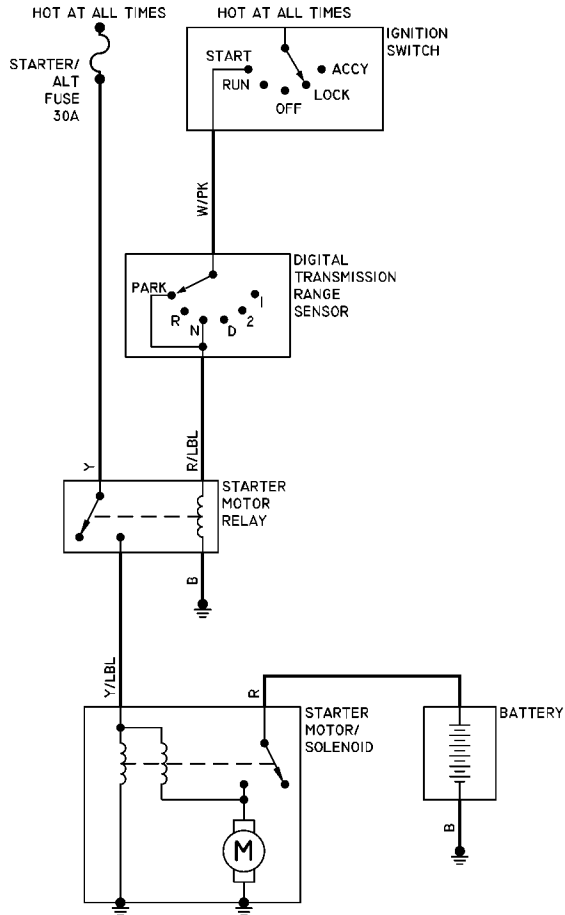 HOT AT ALL TIMES
HOT AT ALL TIMES
IGNITION
SWITCH
STARTER/
ALT
FUSE
30A
START
ACCY
RUN
LOCK
OFF
W/PK
DIGITAL
TRANSMISSION
RANGE
SENSOR
PARK
1
R
2
N
D
Y
R/LBL
STARTER
MOTOR
RELAY
B
Y/LBL
R
STARTER
MOTOR/
SOLENOID
BATTERY
M
B